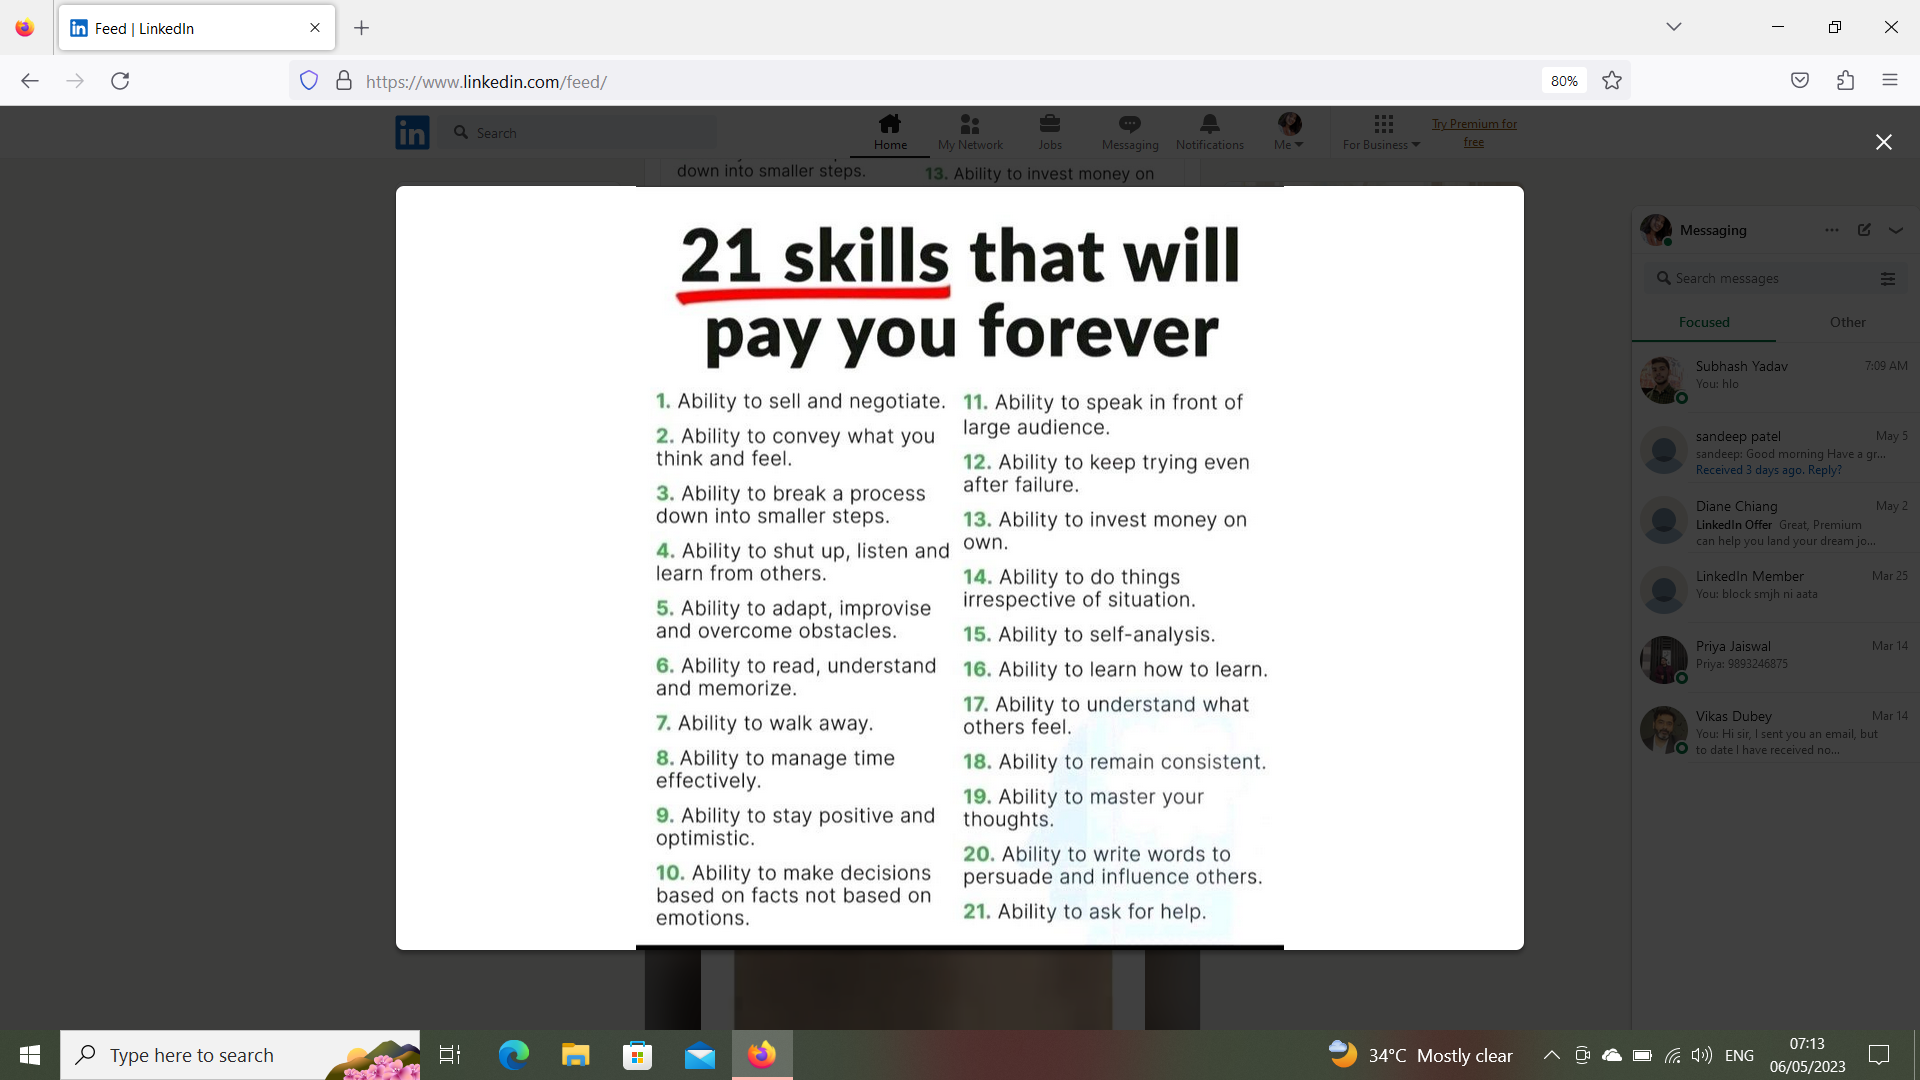 Feed | LinkedIn
https://www.linkedin.com/feed/
80%
in
Search
Home
My Network
Jobs
Messaging
Notifications
Me
For Business
Try Premium for
free
down into smaller steps.
13. Ability to invest money on
21 skills that will
pay you forever
1. Ability to sell and negotiate.
2. Ability to convey what you
think and feel.
3. Ability to break a process
down into smaller steps.
4. Ability to shut up, listen and
learn from others.
5. Ability to adapt, improvise
and overcome obstacles.
6. Ability to read, understand
and memorize.
7. Ability to walk away.
8. Ability to manage time
effectively.
9. Ability to stay positive and
optimistic.
10. Ability to make decisions
based on facts not based on
emotions.
11. Ability to speak in front of
large audience.
12. Ability to keep trying even
after failure.
13. Ability to invest money on
own.
14. Ability to do things
irrespective of situation.
15. Ability to self-analysis.
16. Ability to learn how to learn.
17. Ability to understand what
others feel.
18. Ability to remain consistent.
19. Ability to master your
thoughts.
20. Ability to write words to
persuade and influence others.
21. Ability to ask for help.
Messaging
Search messages
Focused
Other
Subhash Yadav 7:09 AM
You: hlo
sandeep patel May 5
sandeep: Good morning Have a gr...
Received 3 days ago. Reply?
Diane Chiang May 2
LinkedIn Offer Great, Premium
can help you land your dream jo...
LinkedIn Member Mar 25
You: block smjh ni aata
Priya Jaiswal Mar 14
Priya: 9893246875
Vikas Dubey Mar 14
You: Hi sir, I sent you an email, but
to date I have received no...
Type here to search
34°C Mostly clear
ENG
07:13
06/05/2023